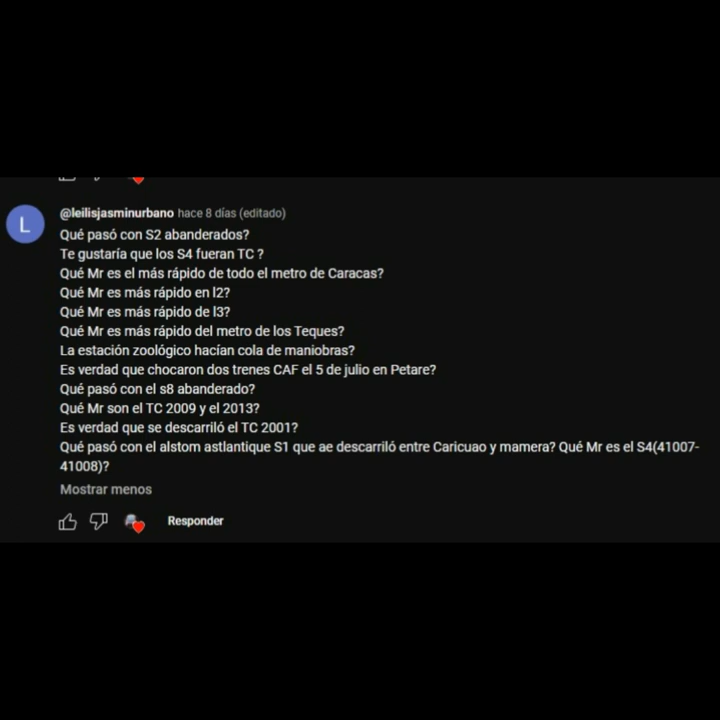 L
@leilisjasminurbano hace 8 días (editado)
Qué pasó con S2 abanderados?
Te gustaría que los S4 fueran TC ?
Qué Mr es el más rápido de todo el metro de Caracas?
Qué Mr es más rápido en l2?
Qué Mr es más rápido de l3?
Qué Mr es más rápido del metro de los Teques?
La estación zoológico hacían cola de maniobras?
Es verdad que chocaron dos trenes CAF el 5 de julio en Petare?
Qué pasó con el s8 abanderado?
Qué Mr son el TC 2009 y el 2013?
Es verdad que se descarriló el TC 2001?
Qué pasó con el alstom astlantique S1 que ae descarriló entre Caricuao y mamera? Qué Mr es el S4(41007-
41008)?
Mostrar menos
Responder